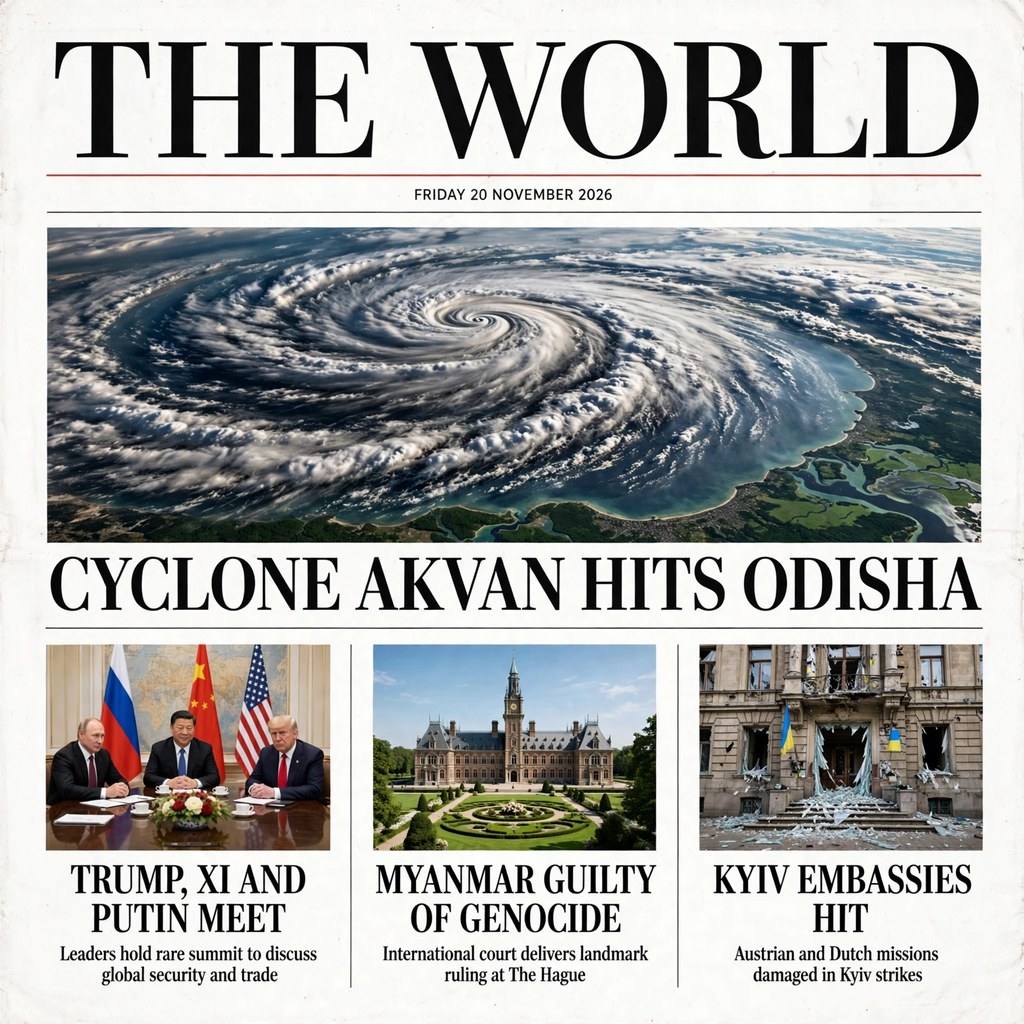 THE WORLD
FRIDAY 20 NOVEMBER 2026
CYCLONE AKVAN HITS ODISHA
TRUMP, XI AND
PUTIN MEET
Leaders hold rare summit to discuss
global security and trade
MYANMAR GUILTY
OF GENOCIDE
International court delivers landmark
ruling at The Hague
KYIV EMBASSIES
HIT
Austrian and Dutch missions
damaged in Kyiv strikes